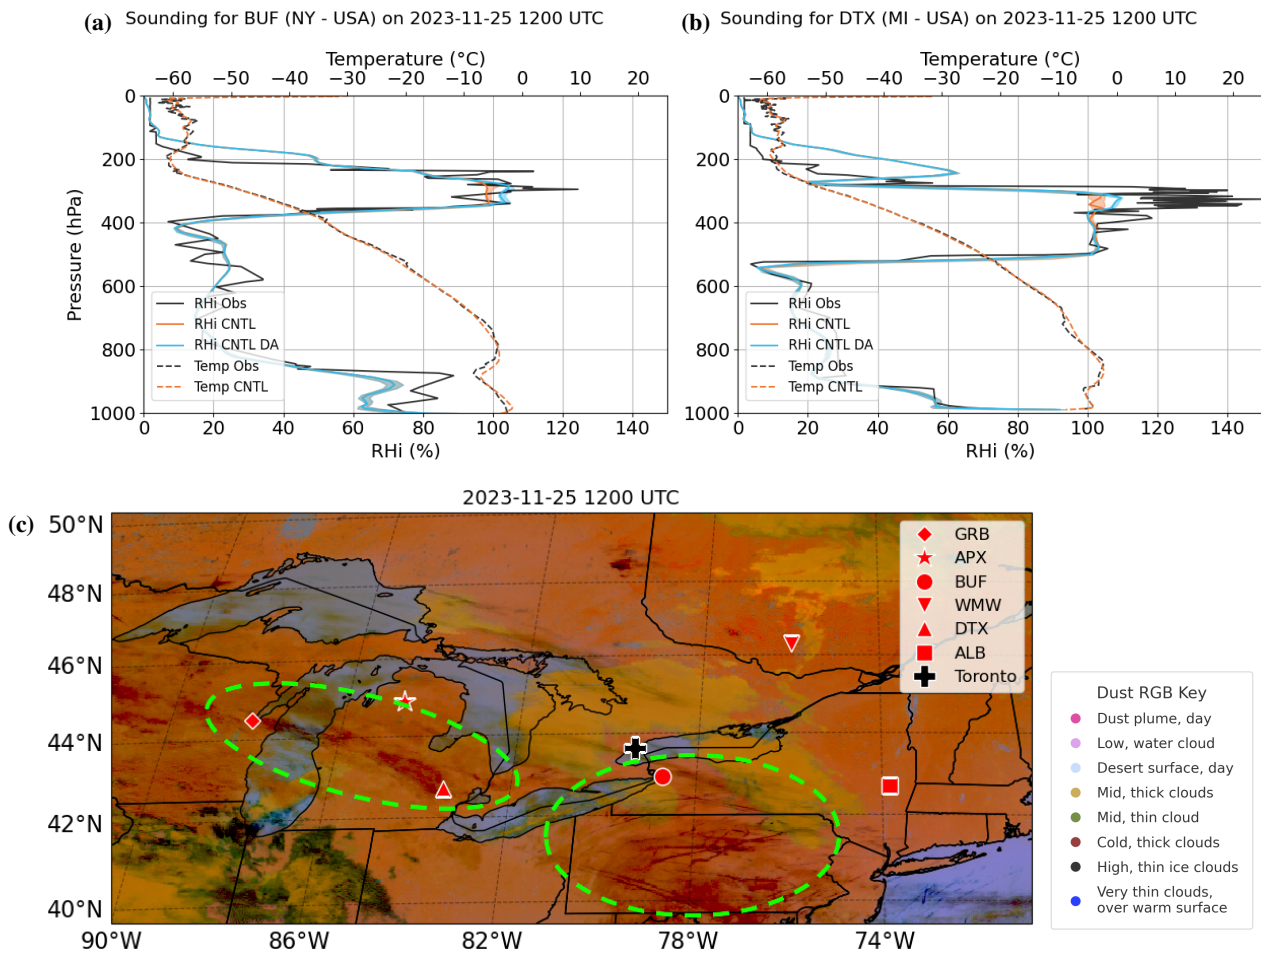 (a) Sounding for BUF (NY - USA) on 2023-11-25 1200 UTC
Temperature (°C)
−60 −50 −40 −30 −20 −10 0 10 20
0
200
400
600
800
1000
Pressure (hPa)
RHi Obs
RHi CNTL
RHi CNTL DA
Temp Obs
Temp CNTL
0 20 40 60 80 100 120 140
RHi (%)
(b) Sounding for DTX (MI - USA) on 2023-11-25 1200 UTC
Temperature (°C)
−60 −50 −40 −30 −20 −10 0 10 20
0
200
400
600
800
1000
RHi Obs
RHi CNTL
RHi CNTL DA
Temp Obs
Temp CNTL
0 20 40 60 80 100 120 140
RHi (%)
(c) 2023-11-25 1200 UTC
50°N
48°N
46°N
44°N
42°N
40°N
90°W 86°W 82°W 78°W 74°W
GRB
APX
BUF
WMW
DTX
ALB
Toronto
Dust RGB Key
Dust plume, day
Low, water cloud
Desert surface, day
Mid, thick clouds
Mid, thin cloud
Cold, thick clouds
High, thin ice clouds
Very thin clouds,
over warm surface